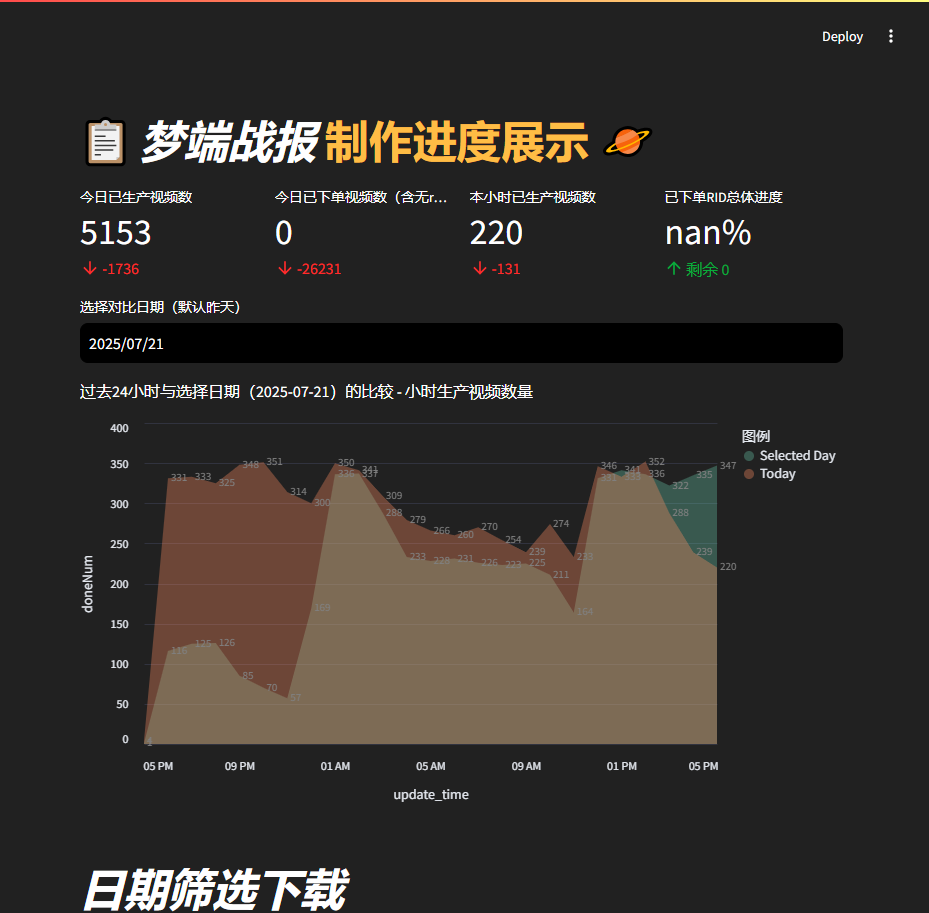 Deploy
梦端战报制作进度展示
今日已生产视频数
5153
-1736
今日已下单视频数（含无r...
0
-26231
本小时已生产视频数
220
-131
已下单RID总体进度
nan%
剩余 0
选择对比日期（默认昨天）
2025/07/21
过去24小时与选择日期（2025-07-21）的比较 - 小时生产视频数量
400
350
300
250
200
150
100
50
0
doneNum
331 333 325 348 351 314 300 350 341 309 279 266 260 270 254 239 274 233 346 333 352 288 239 220
116 125 126 85 70 57 169 336 337 288 233 228 231 226 223 225 211 164 331 341 336 322 335 347
05 PM 09 PM 01 AM 05 AM 09 AM 01 PM 05 PM
update_time
图例
Selected Day
Today
日期筛选下载